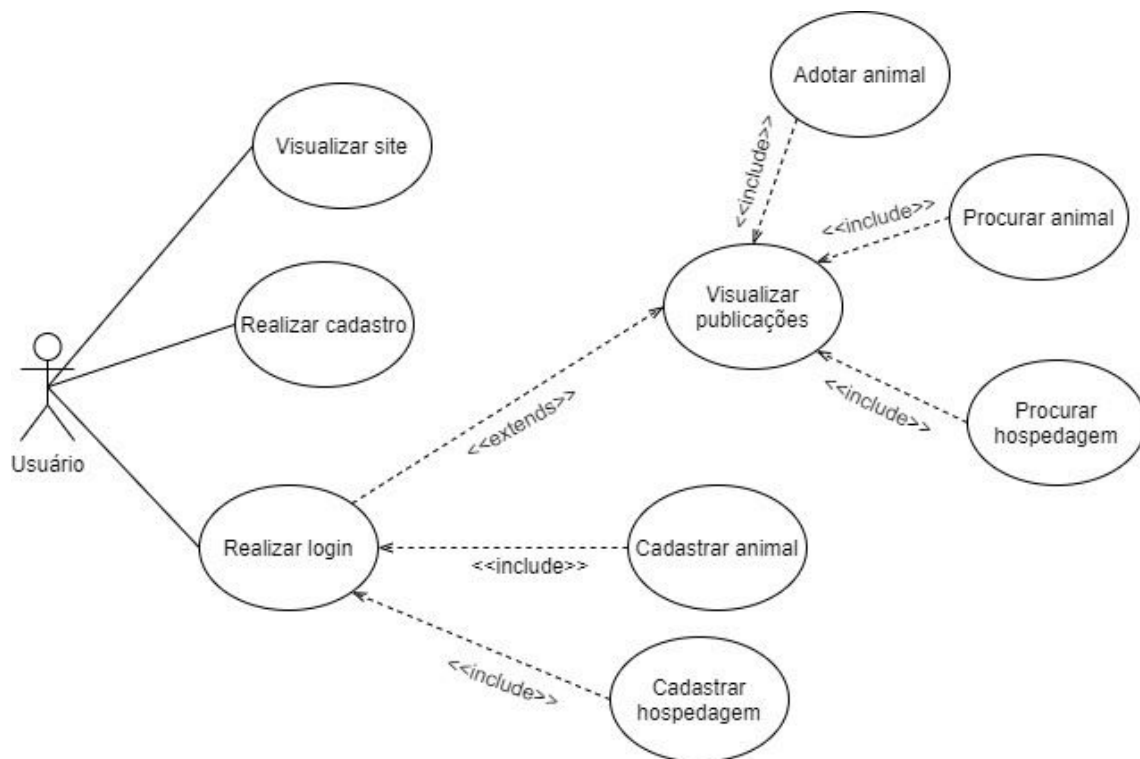 Adotar animal
Visualizar site
<<include>>
Procurar animal
<<include>>
Visualizar
publicações
Realizar cadastro
<<include>>
Procurar
hospedagem
<<extends>>
Usuário
Realizar login
Cadastrar animal
<<include>>
<<include>>
Cadastrar
hospedagem